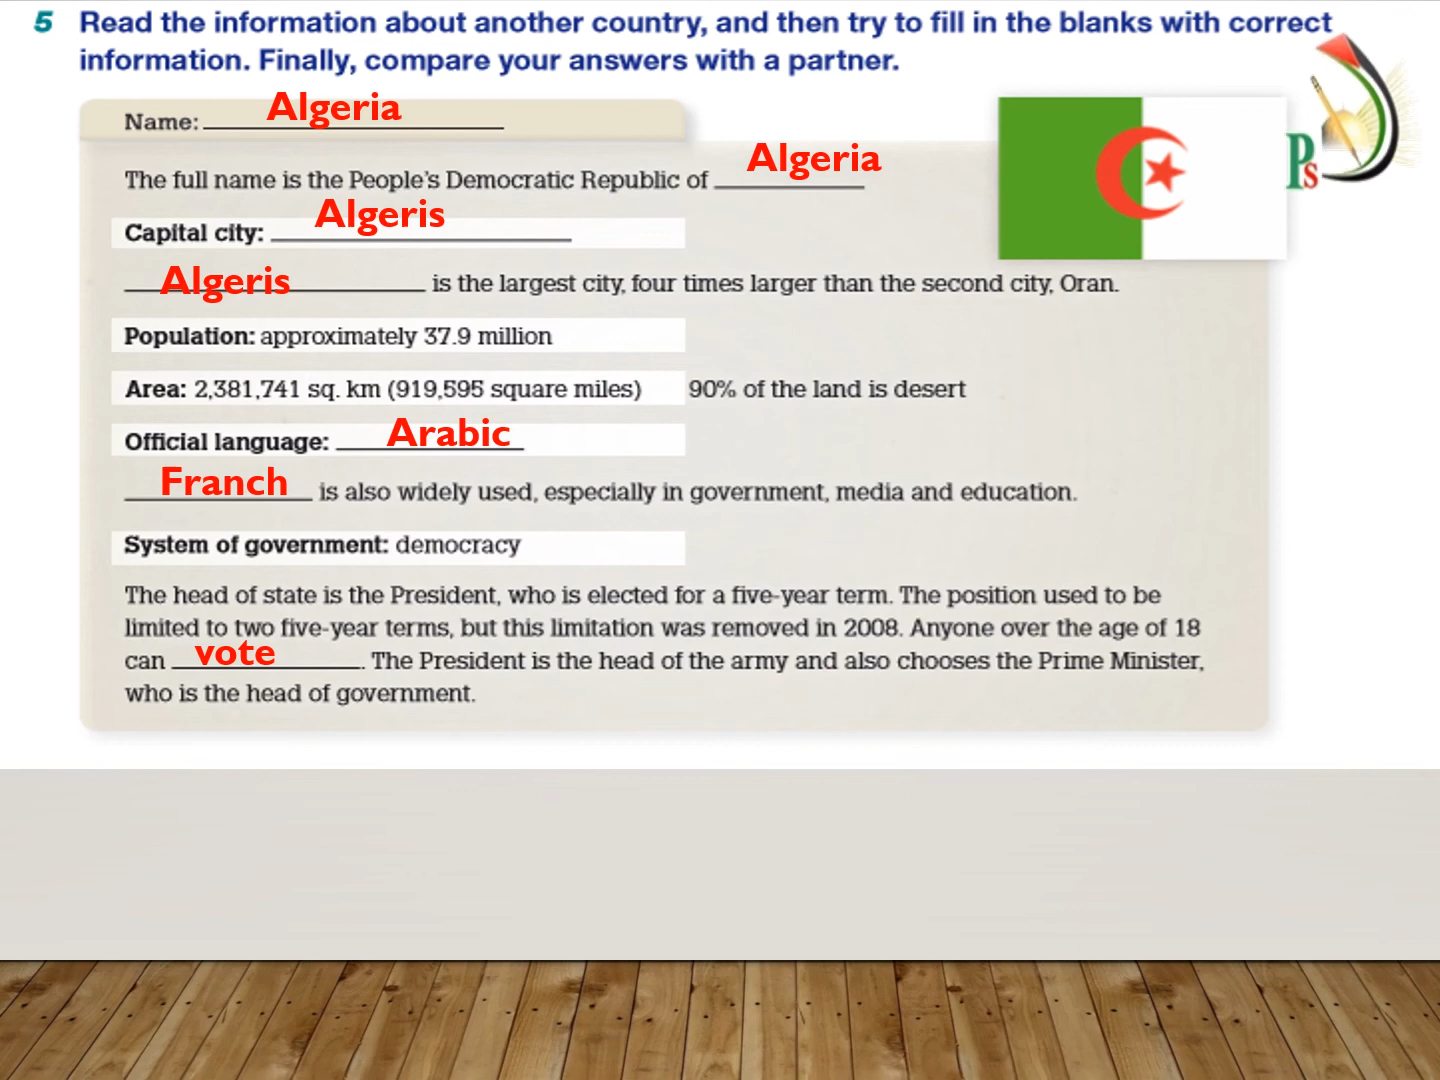 5 Read the information about another country, and then try to fill in the blanks with correct
information. Finally, compare your answers with a partner.
Name: Algeria
The full name is the People's Democratic Republic of Algeria
Capital city: Algeris
Algeris is the largest city, four times larger than the second city, Oran.
Population: approximately 37.9 million
Area: 2,381,741 sq. km (919,595 square miles) 90% of the land is desert
Official language: Arabic
Franch is also widely used, especially in government, media and education.
System of government: democracy
The head of state is the President, who is elected for a five-year term. The position used to be
limited to two five-year terms, but this limitation was removed in 2008. Anyone over the age of 18
can vote. The President is the head of the army and also chooses the Prime Minister,
who is the head of government.
Ps